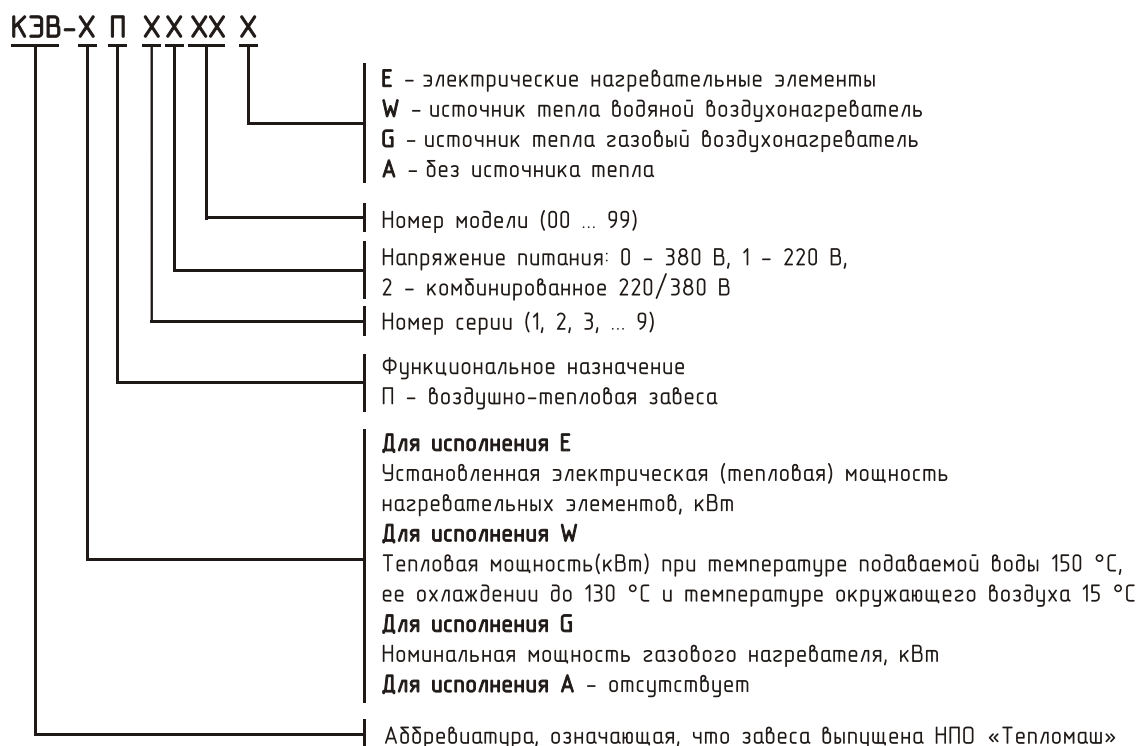 КЭВ-Х П Х Х ХХ Х
E – электрические нагревательные элементы
W – источник тепла водяной воздухонагреватель
G – источник тепла газовый воздухонагреватель
A – без источника тепла
Номер модели (00 ... 99)
Напряжение питания: 0 – 380 В, 1 – 220 В,
2 – комбинированное 220/380 В
Номер серии (1, 2, 3, ... 9)
Функциональное назначение
П – воздушно-тепловая завеса
Для исполнения E
Установленная электрическая (тепловая) мощность
нагревательных элементов, кВт
Для исполнения W
Тепловая мощность(кВт) при температуре подаваемой воды 150 °С,
ее охлаждении до 130 °С и температуре окружающего воздуха 15 °С
Для исполнения G
Номинальная мощность газового нагревателя, кВт
Для исполнения A – отсутствует
Аббревиатура, означающая, что завеса выпущена НПО «Тепломаш»